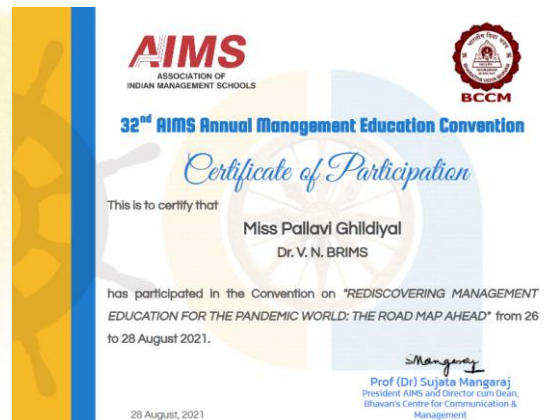 AIMS
ASSOCIATION OF
INDIAN MANAGEMENT SCHOOLS
BCCM
32nd AIMS Annual Management Education Convention
Certificate of Participation
This is to certify that
Miss Pallavi Ghildiyal
Dr. V. N. BRIMS
has participated in the Convention on "REDISCOVERING MANAGEMENT
EDUCATION FOR THE PANDEMIC WORLD: THE ROAD MAP AHEAD" from 26
to 28 August 2021.
Prof (Dr) Sujata Mangaraj
President AIMS and Director cum Dean,
Bhavan's Centre for Communication &
Management
28 August, 2021